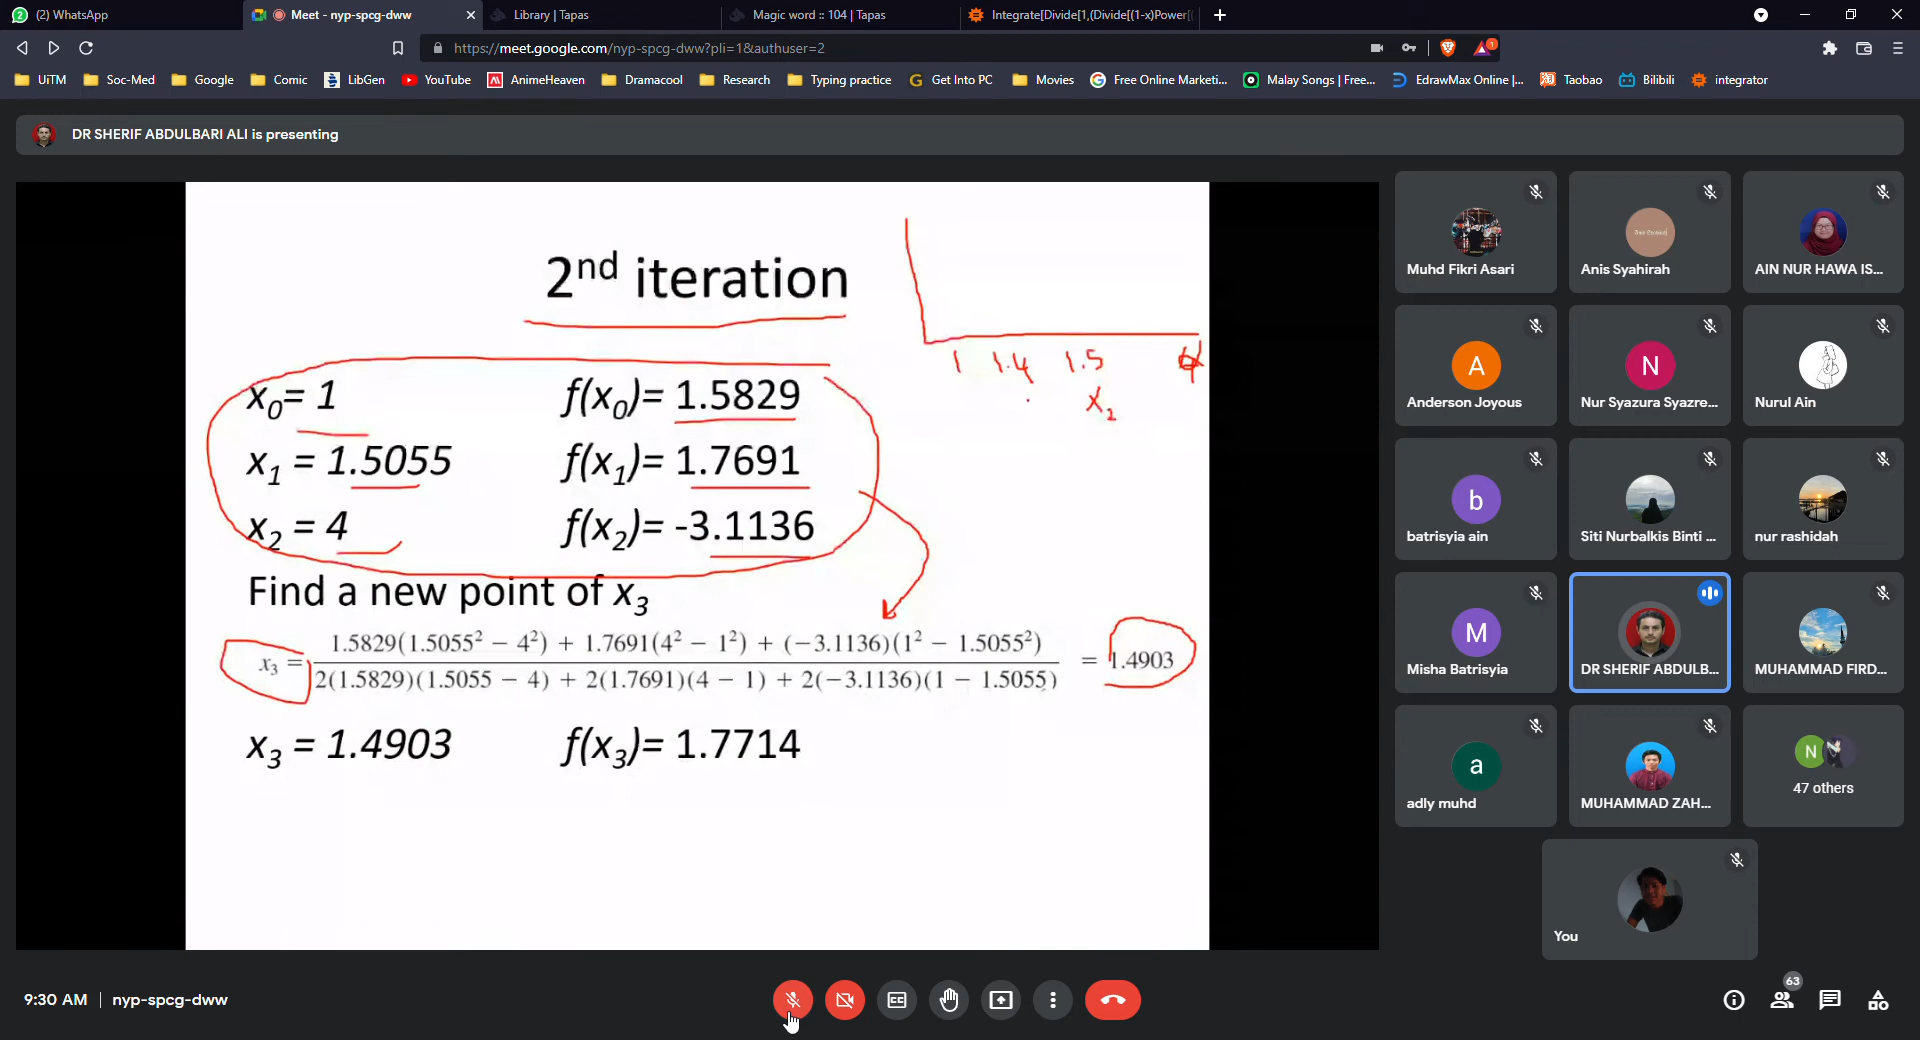 (2) WhatsApp
Meet - nyp-spcg-dww
Library | Tapas
Magic word :: 104 | Tapas
Integrate[Divide[1,(Divide[(1-x)Power[(
https://meet.google.com/nyp-spcg-dww?pli=1&authuser=2
1
UiTM
Soc-Med
Google
Comic
LibGen
YouTube
AnimeHeaven
Dramacool
Research
Typing practice
Get Into PC
Movies
Free Online Marketi...
Malay Songs | Free...
EdrawMax Online |...
Taobao
Bilibili
integrator
DR SHERIF ABDULBARI ALI is presenting
2nd iteration
1 1.4 1.5 4
x₂
x₀= 1 f(x₀)= 1.5829
x₁ = 1.5055 f(x₁)= 1.7691
x₂ = 4 f(x₂)= -3.1136
Find a new point of x₃
x₃ = 1.5829(1.5055² − 4²) + 1.7691(4² − 1²) + (−3.1136)(1² − 1.5055²)
2(1.5829)(1.5055 − 4) + 2(1.7691)(4 − 1) + 2(−3.1136)(1 − 1.5055) = 1.4903
x₃ = 1.4903 f(x₃)= 1.7714
Muhd Fikri Asari
Anis Syahirah
AIN NUR HAWA IS...
A
Anderson Joyous
N
Nur Syazura Syazre...
Nurul Ain
b
batrisyia ain
Siti Nurbalkis Binti ...
nur rashidah
M
Misha Batrisyia
DR SHERIF ABDULB...
MUHAMMAD FIRD...
a
adly muhd
MUHAMMAD ZAH...
N
47 others
You
9:30 AM | nyp-spcg-dww
CC
63